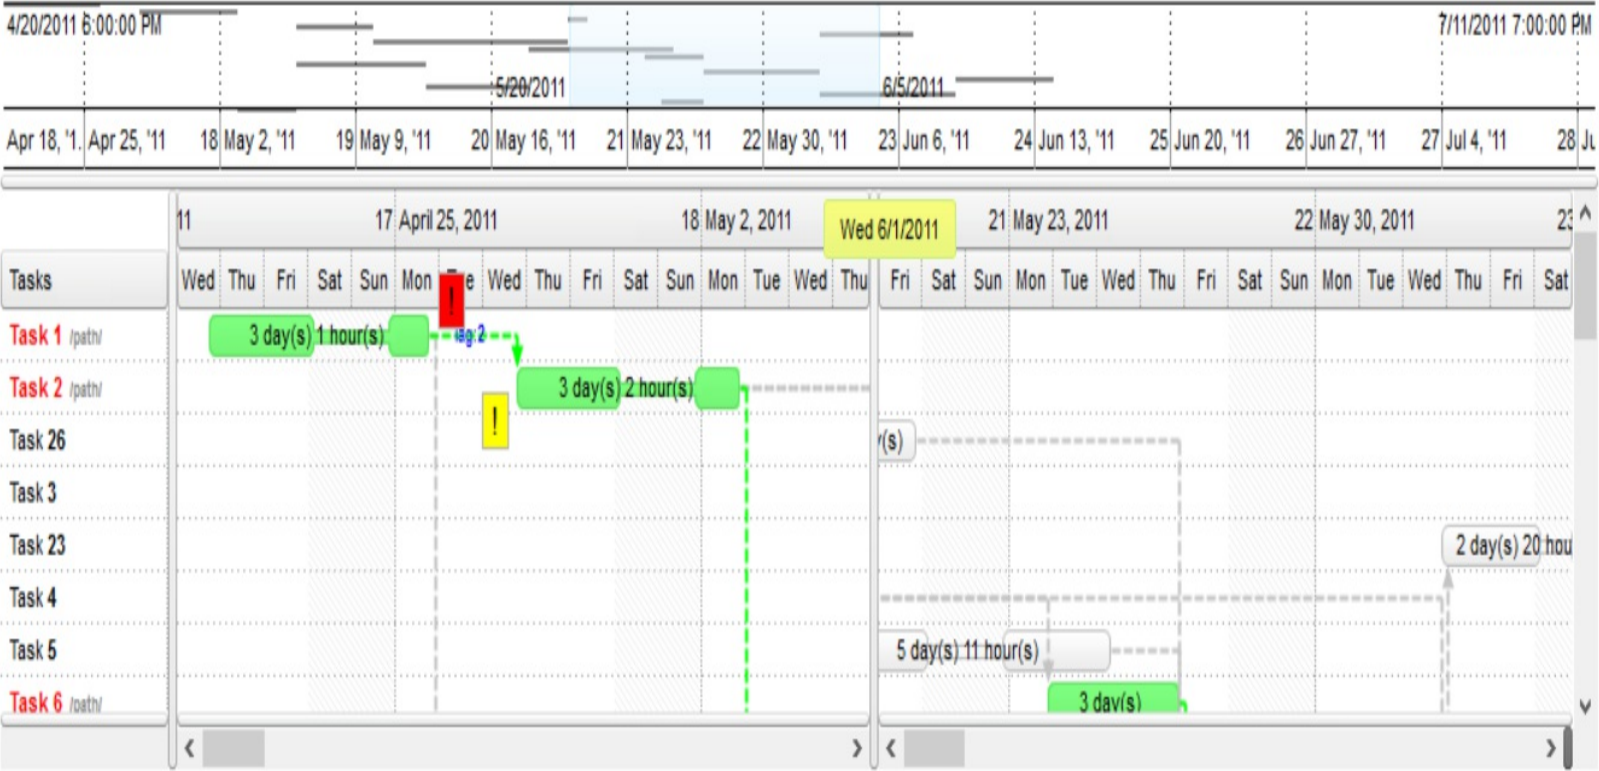 4/20/2011 6:00:00 PM 7/11/2011 7:00:00 PM
5/20/2011 6/5/2011
Apr 18, '1. Apr 25, '11 18 May 2, '11 19 May 9, '11 20 May 16, '11 21 May 23, '11 22 May 30, '11 23 Jun 6, '11 24 Jun 13, '11 25 Jun 20, '11 26 Jun 27, '11 27 Jul 4, '11 28 Ju
11 17 April 25, 2011 18 May 2, 2011 21 May 23, 2011 22 May 30, 2011 23
Wed 6/1/2011
Tasks Wed Thu Fri Sat Sun Mon Tue Wed Thu Fri Sat Sun Mon Tue Wed Thu Fri Sat Sun Mon Tue Wed Thu Fri Sat Sun Mon Tue Wed Thu Fri Sat
!
Task 1 /path/ 3 day(s) 1 hour(s) lag:2
Task 2 /path/ 3 day(s) 2 hour(s)
!
Task 26 y(s)
Task 3
Task 23 2 day(s) 20 hou
Task 4
Task 5 5 day(s) 11 hour(s)
Task 6 /path/ 3 day(s)